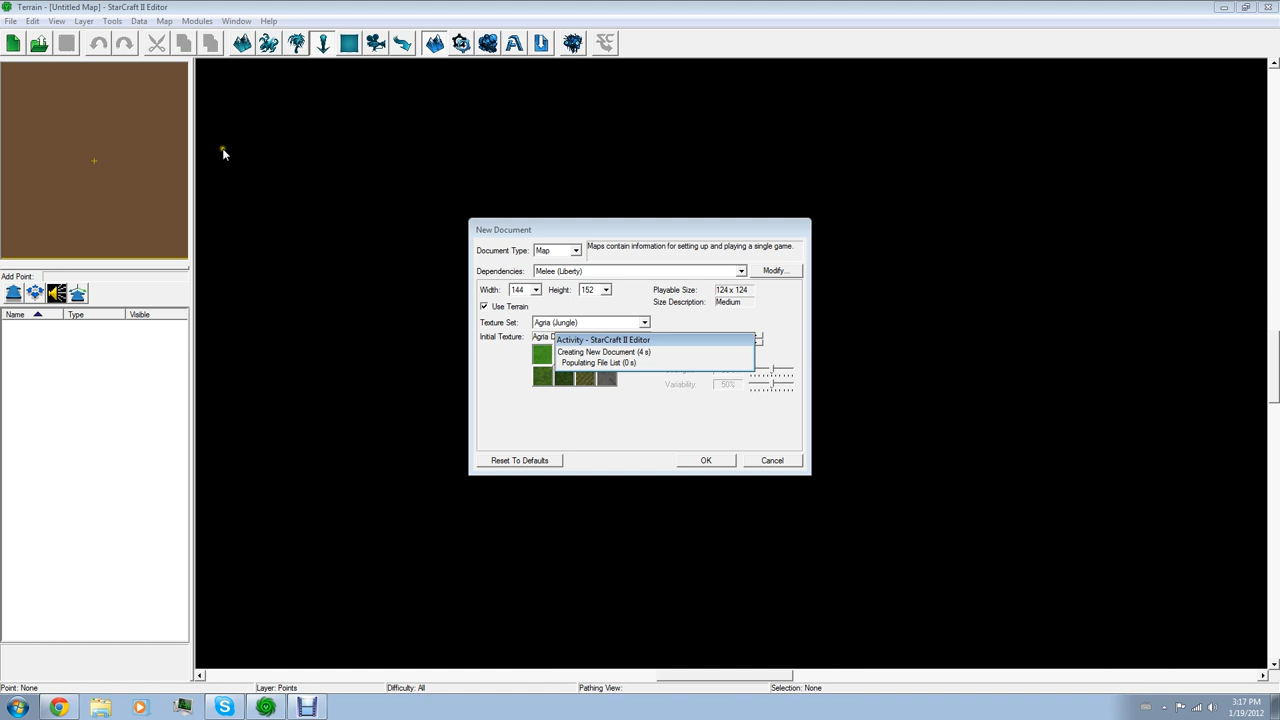 Terrain - [Untitled Map] - StarCraft II Editor
File Edit View Layer Tools Data Map Modules Window Help
Add Point:
Name Type Visible
New Document
Document Type: Map Maps contain information for setting up and playing a single game.
Dependencies: Melee (Liberty) Modify...
Width: 144 Height: 152 Playable Size: 124 x 124
Size Description: Medium
Use Terrain
Texture Set: Agria (Jungle)
Initial Texture: Agria D
Activity - StarCraft II Editor
Creating New Document (4 s)
Populating File List (0 s)
Variability: 50%
Reset To Defaults OK Cancel
Point: None Layer: Points Difficulty: All Pathing View: Selection: None
3:17 PM
1/19/2012